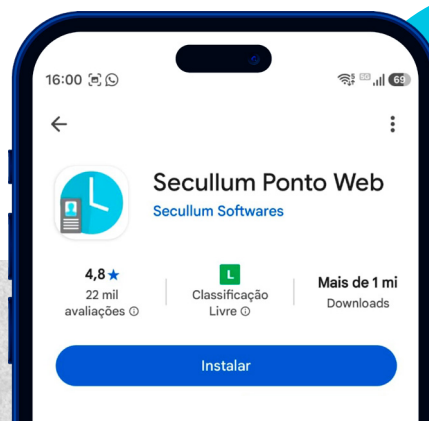 16:00
5G
69
Secullum Ponto Web
Secullum Softwares
4,8★
22 mil
avaliações
L
Classificação
Livre
Mais de 1 mi
Downloads
Instalar